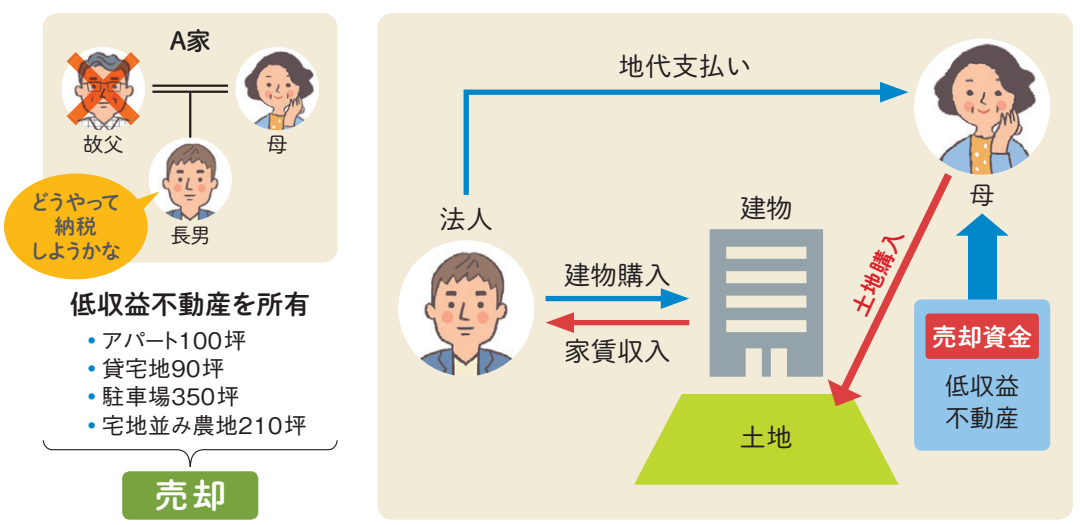 A家
故父
母
長男
どうやって
納税
しようかな
低収益不動産を所有
・アパート100坪
・貸宅地90坪
・駐車場350坪
・宅地並み農地210坪
売却
地代支払い
母
法人
建物
建物購入
家賃収入
土地購入
土地
売却資金
低収益
不動産